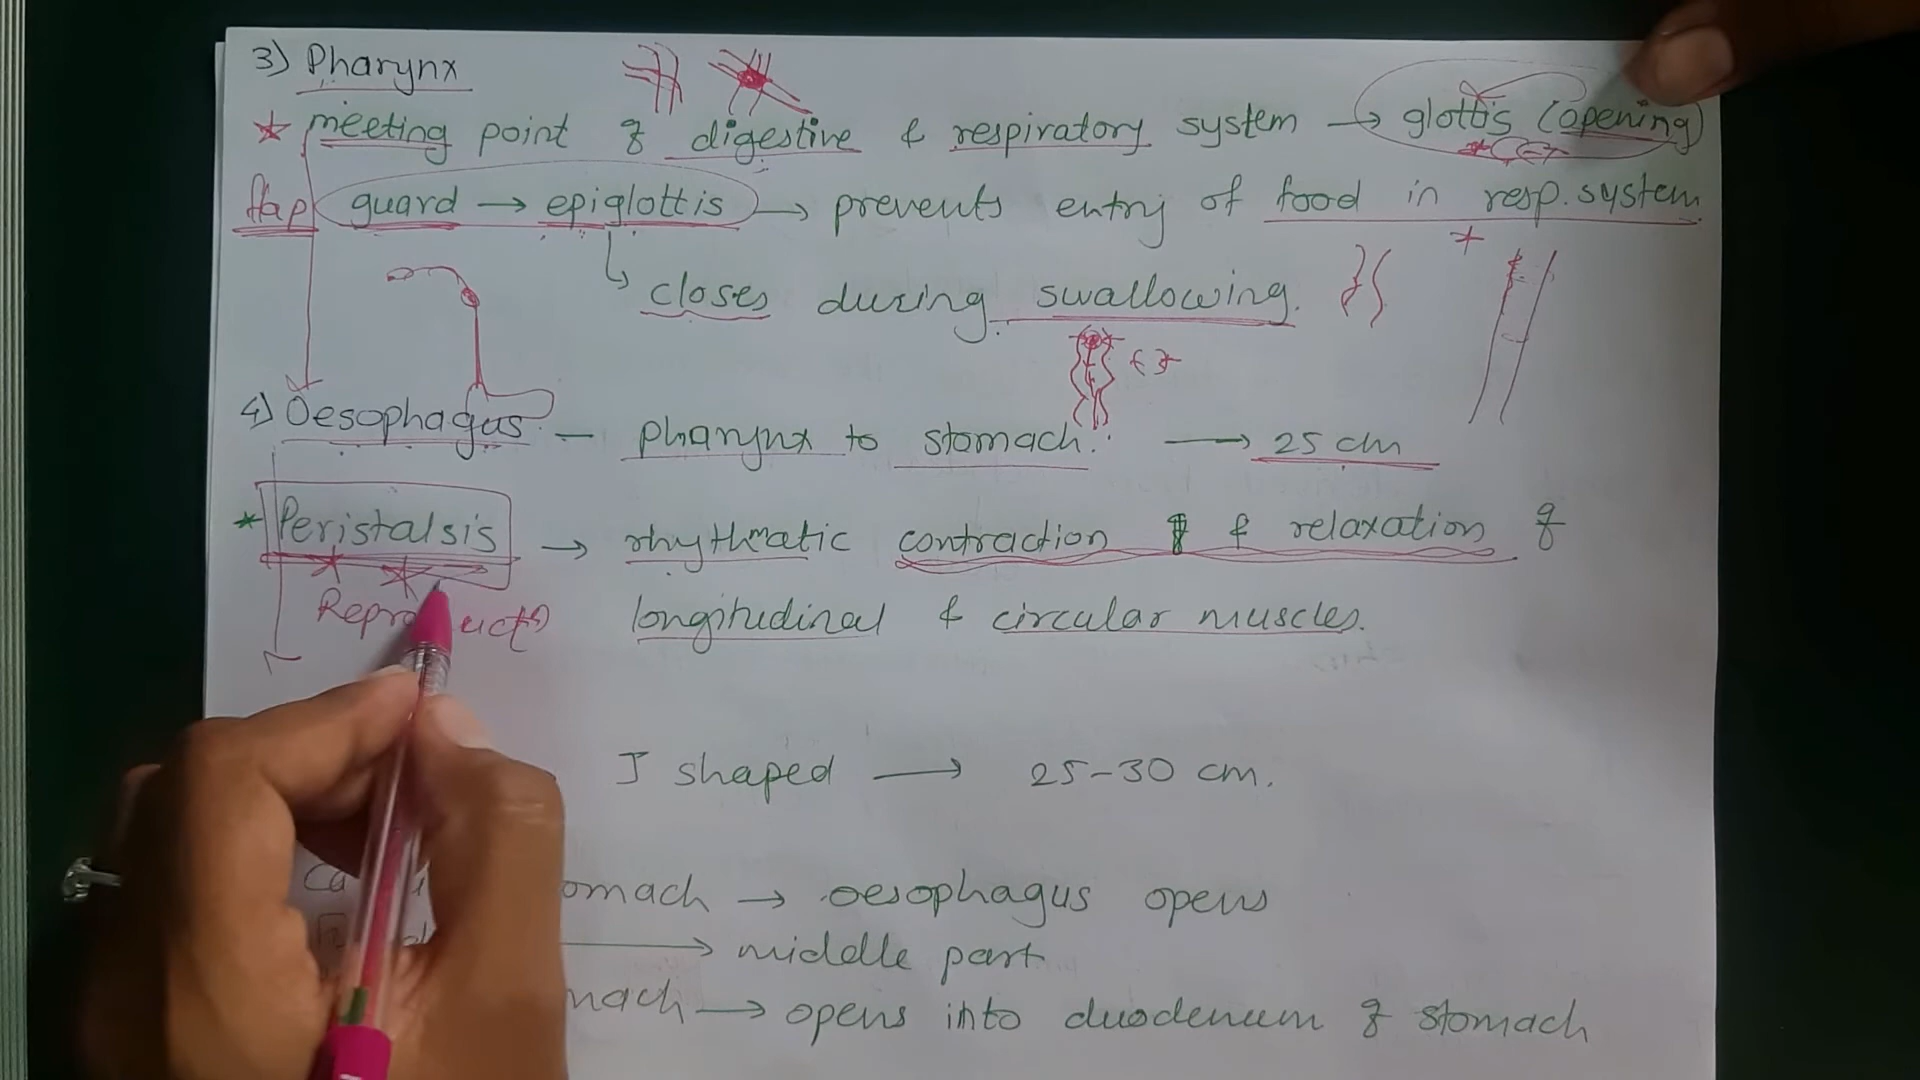 3) Pharynx
* meeting point of digestive & respiratory system → glottis (opening)
flap guard → epiglottis → prevents entry of food in resp. system
↳ closes during swallowing.
4) Oesophagus – pharynx to stomach. → 25 cm
* Peristalsis → rhythmatic contraction & relaxation of
longitudinal & circular muscles.
J shaped → 25-30 cm.
→ oesophagus opens
→ middle part
→ opens into duodenum of stomach